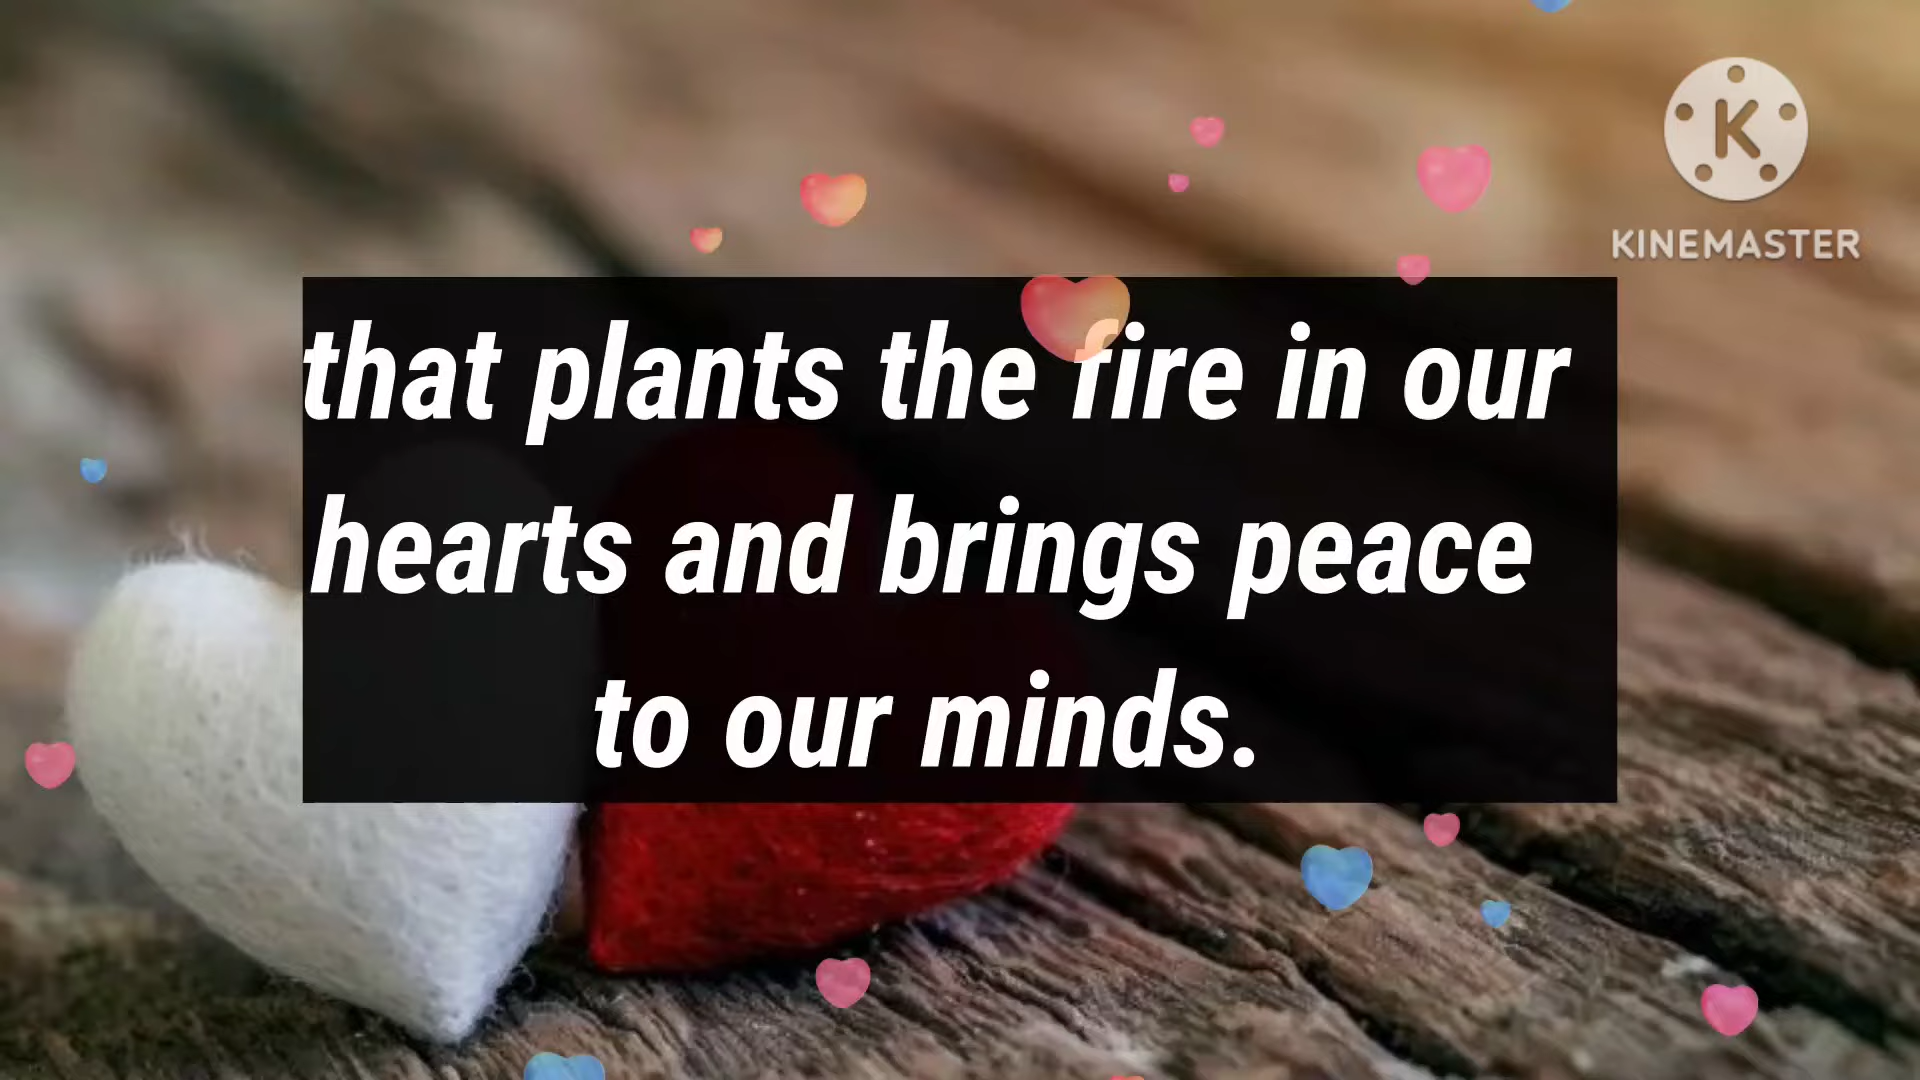 K
KINEMASTER
that plants the fire in our
hearts and brings peace
to our minds.